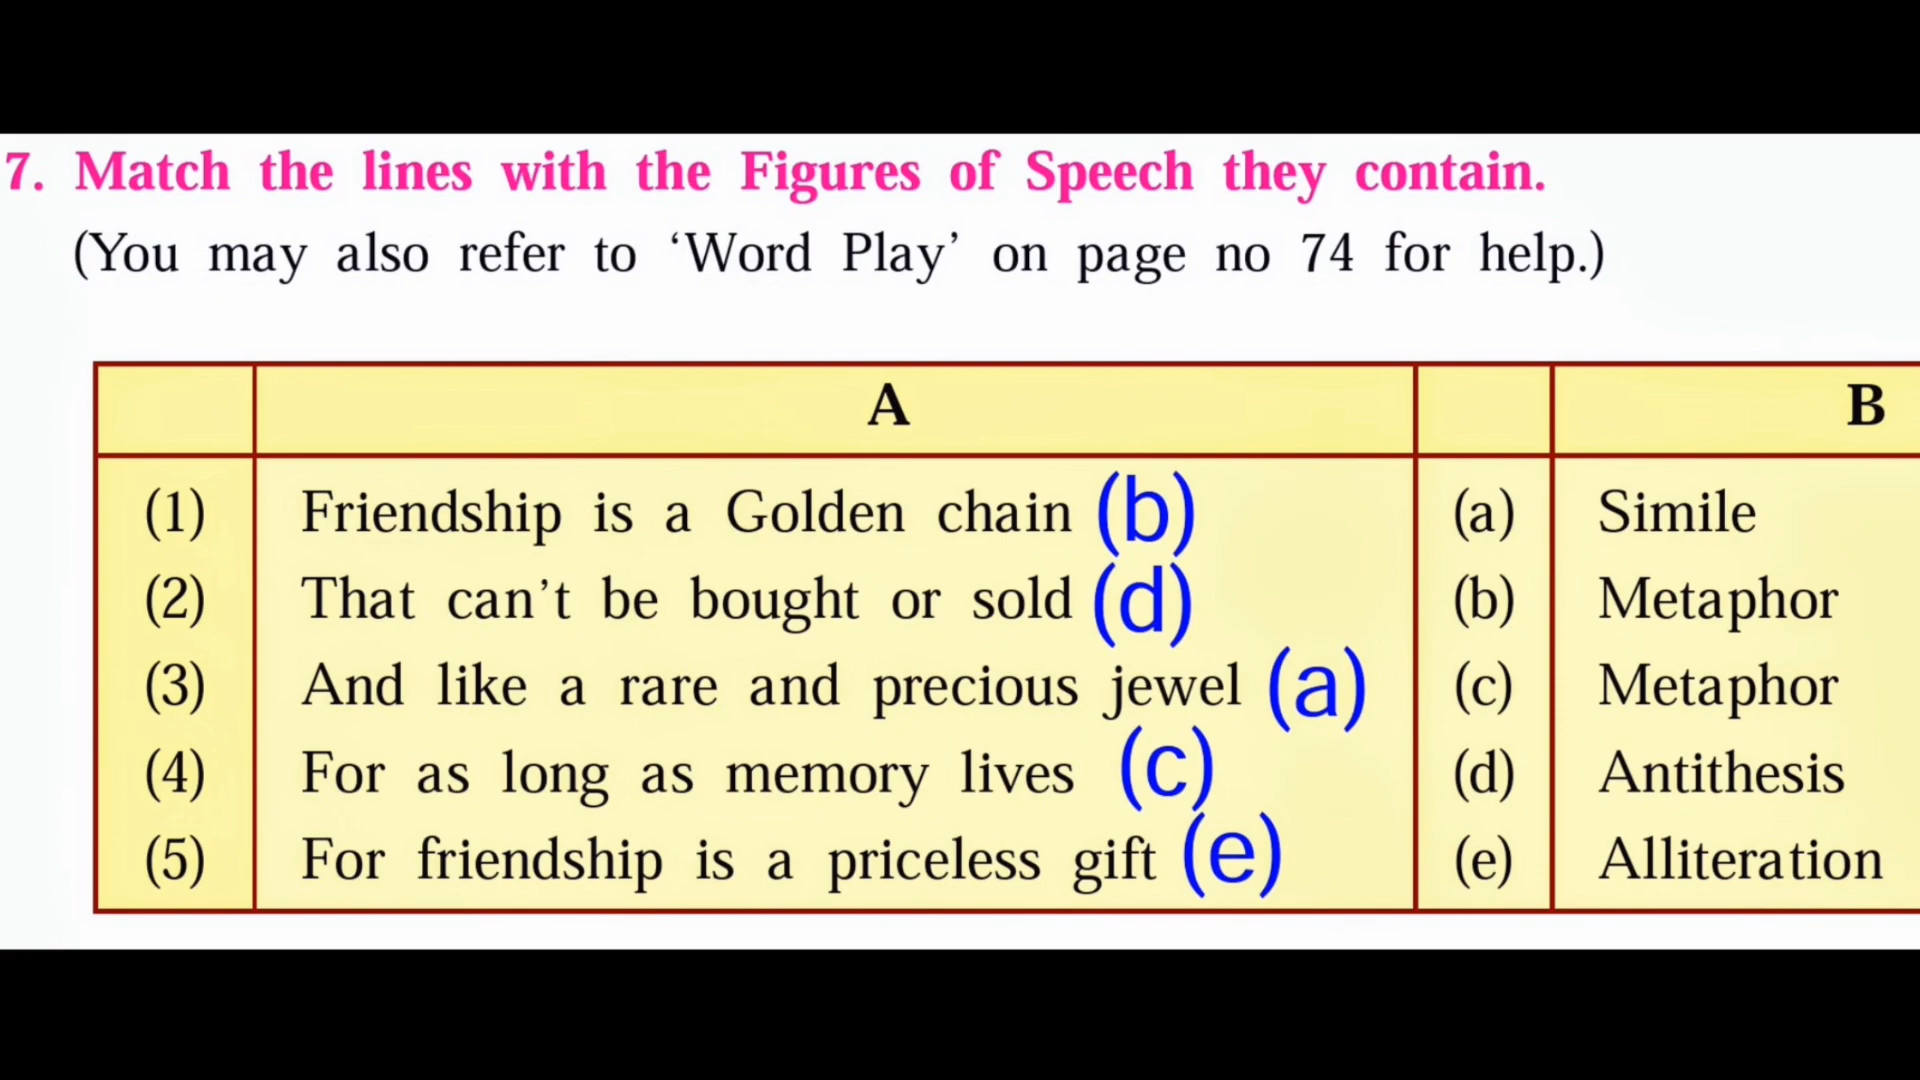 7. Match the lines with the Figures of Speech they contain.
(You may also refer to ‘Word Play’ on page no 74 for help.)
A B
(1) Friendship is a Golden chain (b) (a) Simile
(2) That can’t be bought or sold (d) (b) Metaphor
(3) And like a rare and precious jewel (a) (c) Metaphor
(4) For as long as memory lives (c) (d) Antithesis
(5) For friendship is a priceless gift (e) (e) Alliteration